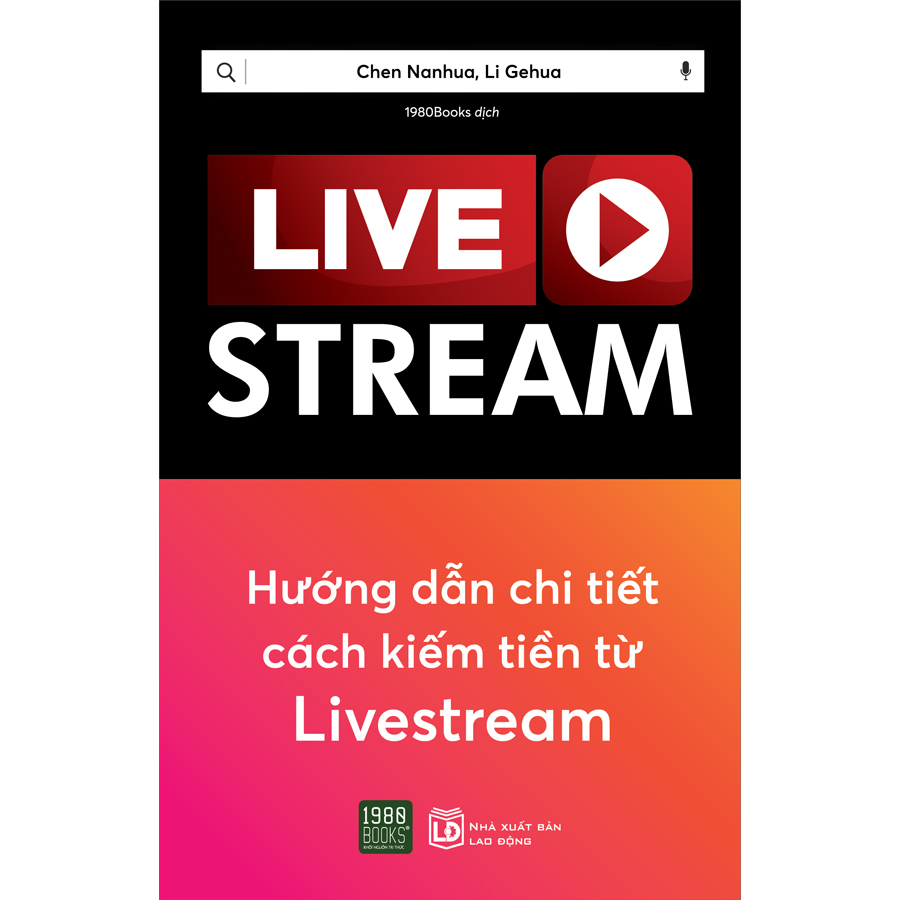 Chen Nanhua, Li Gehua
1980Books dịch
LIVE
STREAM
Hướng dẫn chi tiết
cách kiếm tiền từ
Livestream
1980
BOOKS®
KHƠI NGUỒN TRI THỨC
LĐ
NHÀ XUẤT BẢN
LAO ĐỘNG